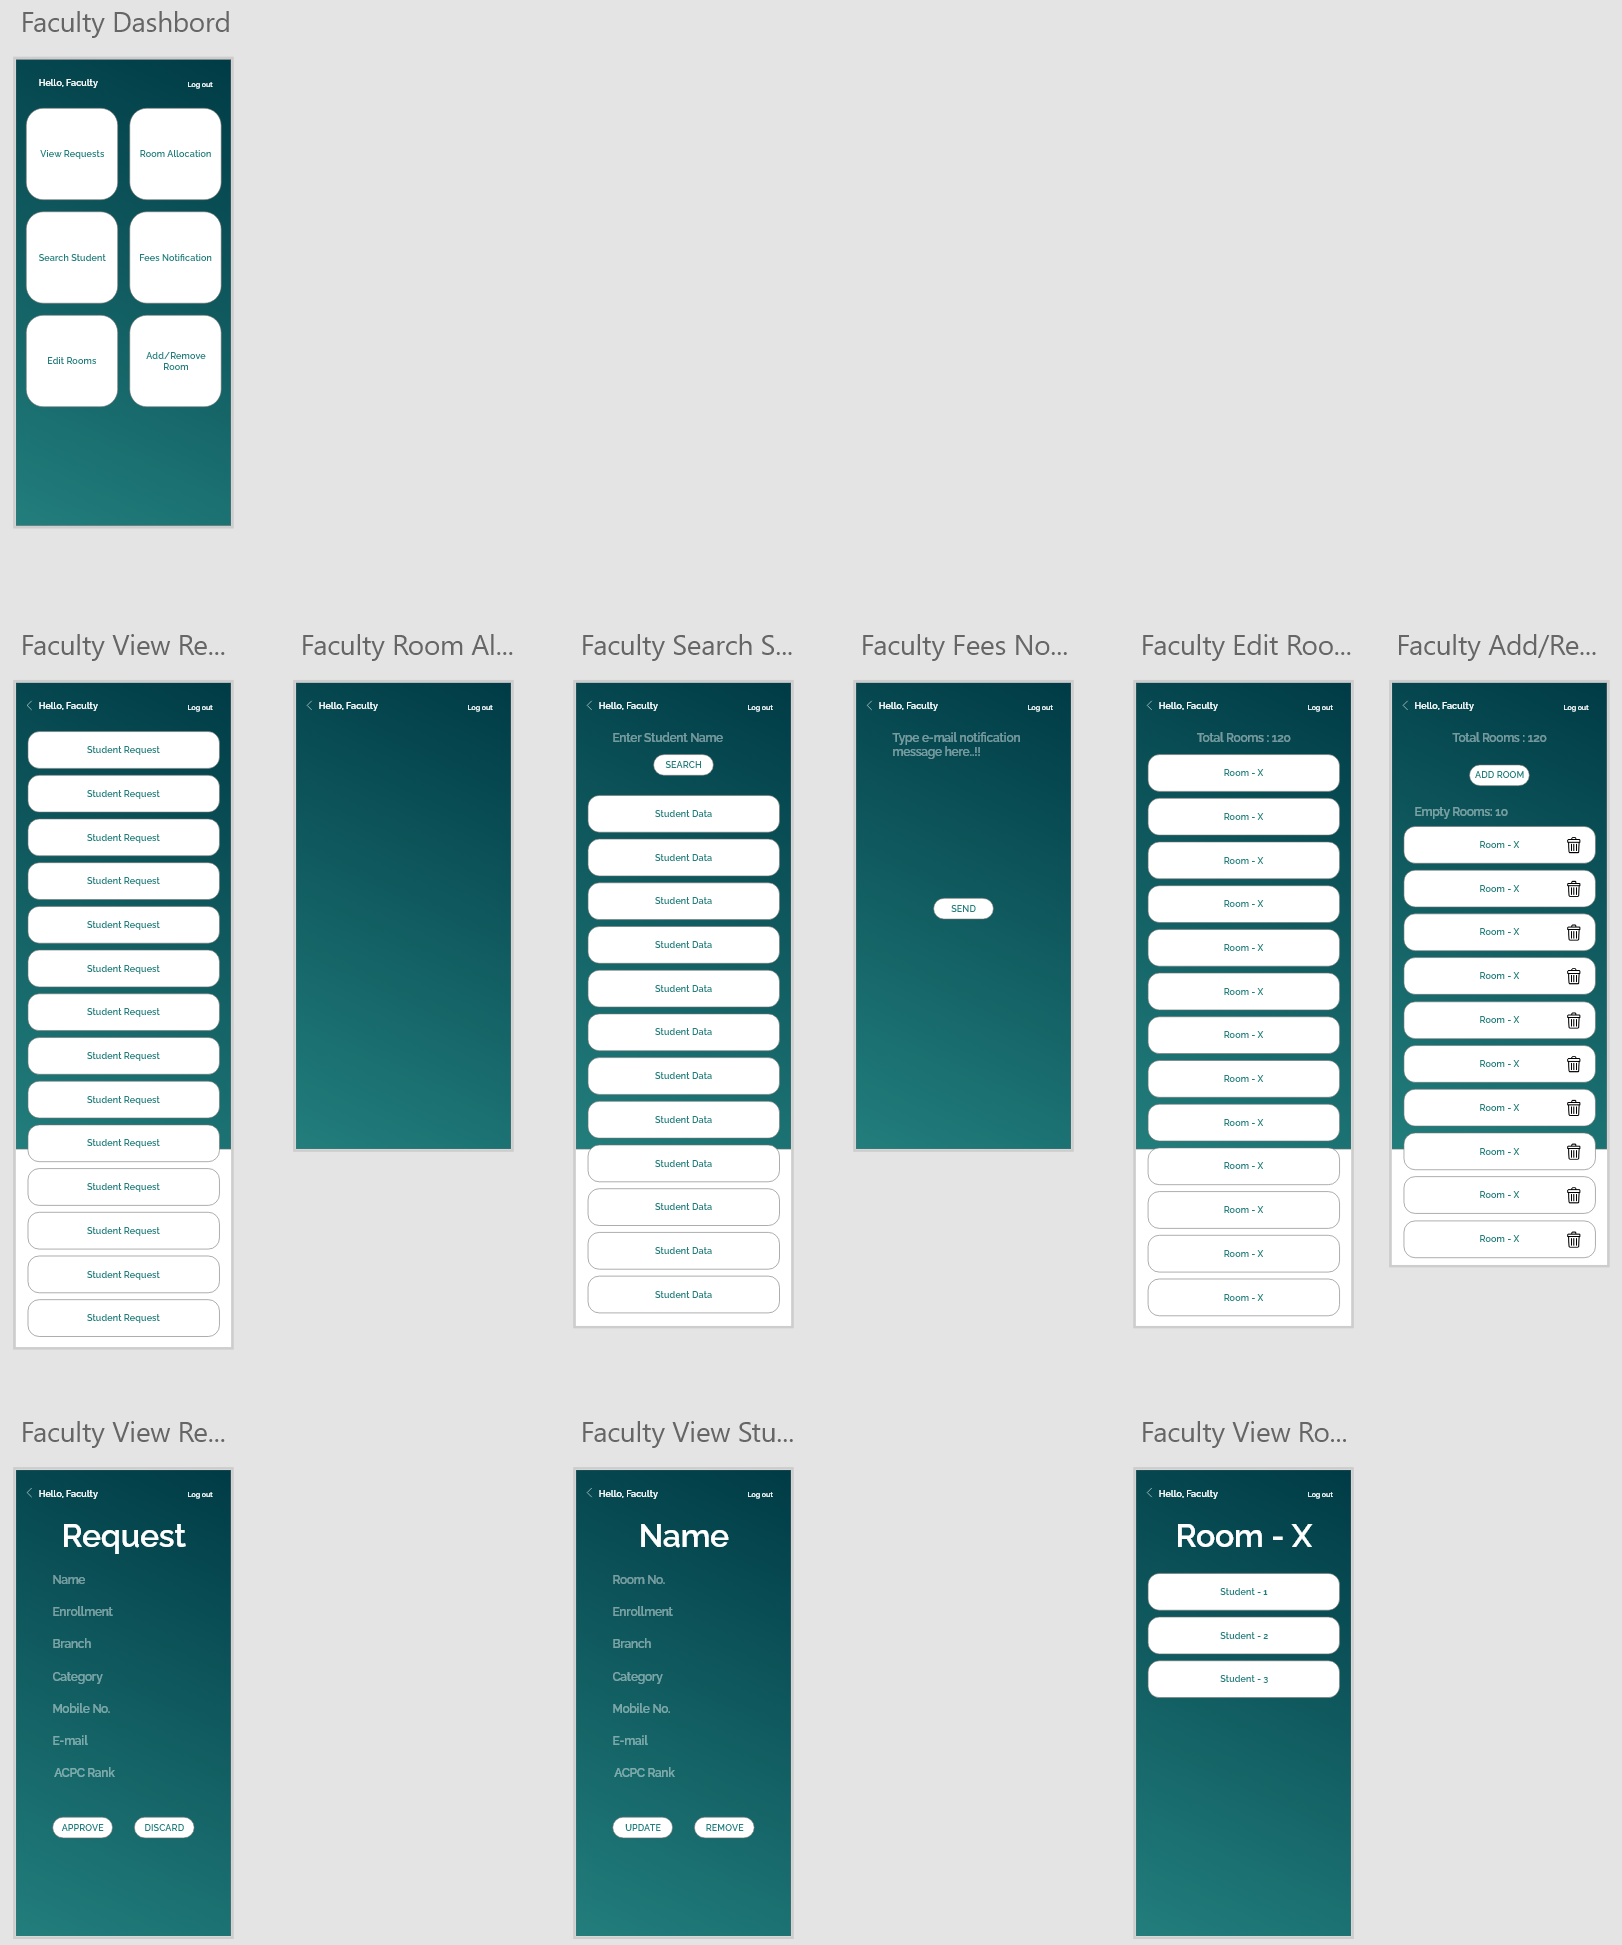 Faculty Dashbord
Hello, Faculty
Log out
View Requests
Room Allocation
Search Student
Fees Notification
Edit Rooms
Add/Remove
Room
Faculty View Re...
Hello, Faculty
Log out
Student Request
Student Request
Student Request
Student Request
Student Request
Student Request
Student Request
Student Request
Student Request
Student Request
Student Request
Student Request
Student Request
Student Request
Faculty Room Al...
Hello, Faculty
Log out
Faculty Search S...
Hello, Faculty
Log out
Enter Student Name
SEARCH
Student Data
Student Data
Student Data
Student Data
Student Data
Student Data
Student Data
Student Data
Student Data
Student Data
Student Data
Student Data
Faculty Fees No...
Hello, Faculty
Log out
Type e-mail notification
message here..!!
SEND
Faculty Edit Roo...
Hello, Faculty
Log out
Total Rooms : 120
Room - X
Room - X
Room - X
Room - X
Room - X
Room - X
Room - X
Room - X
Room - X
Room - X
Room - X
Room - X
Room - X
Faculty Add/Re...
Hello, Faculty
Log out
Total Rooms : 120
ADD ROOM
Empty Rooms: 10
Room - X
Room - X
Room - X
Room - X
Room - X
Room - X
Room - X
Room - X
Room - X
Room - X
Faculty View Re...
Hello, Faculty
Log out
Request
Name
Enrollment
Branch
Category
Mobile No.
E-mail
ACPC Rank
APPROVE
DISCARD
Faculty View Stu...
Hello, Faculty
Log out
Name
Room No.
Enrollment
Branch
Category
Mobile No.
E-mail
ACPC Rank
UPDATE
REMOVE
Faculty View Ro...
Hello, Faculty
Log out
Room - X
Student - 1
Student - 2
Student - 3